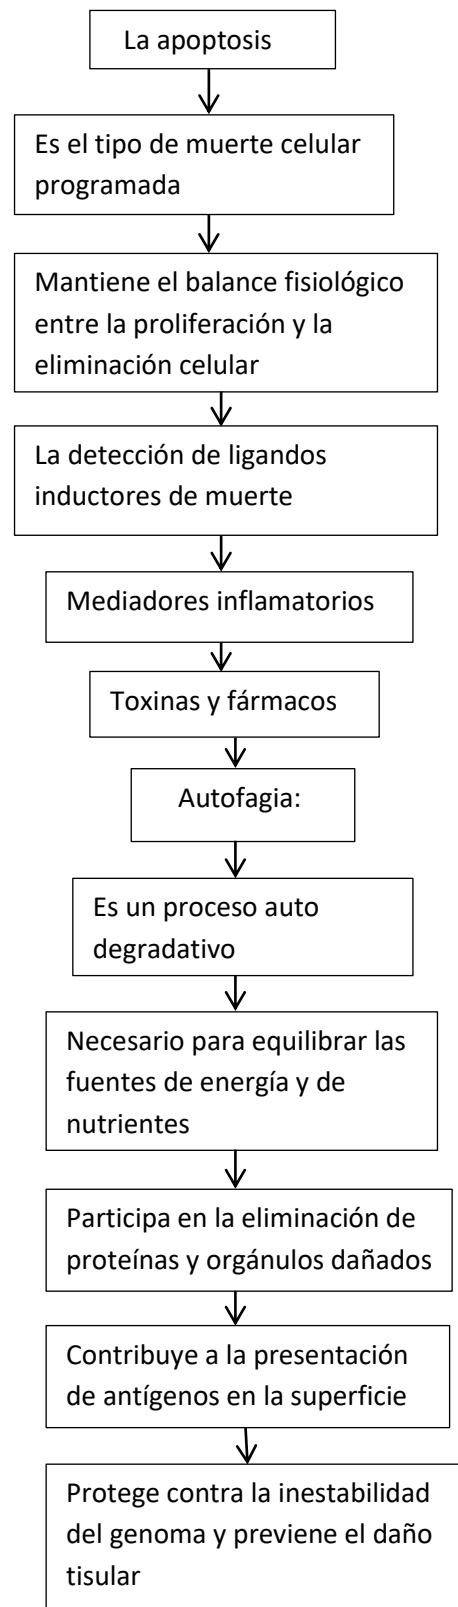 La apoptosis
Es el tipo de muerte celular
programada
Mantiene el balance fisiológico
entre la proliferación y la
eliminación celular
La detección de ligandos
inductores de muerte
Mediadores inflamatorios
Toxinas y fármacos
Autofagia:
Es un proceso auto
degradativo
Necesario para equilibrar las
fuentes de energía y de
nutrientes
Participa en la eliminación de
proteínas y orgánulos dañados
Contribuye a la presentación
de antígenos en la superficie
Protege contra la inestabilidad
del genoma y previene el daño
tisular